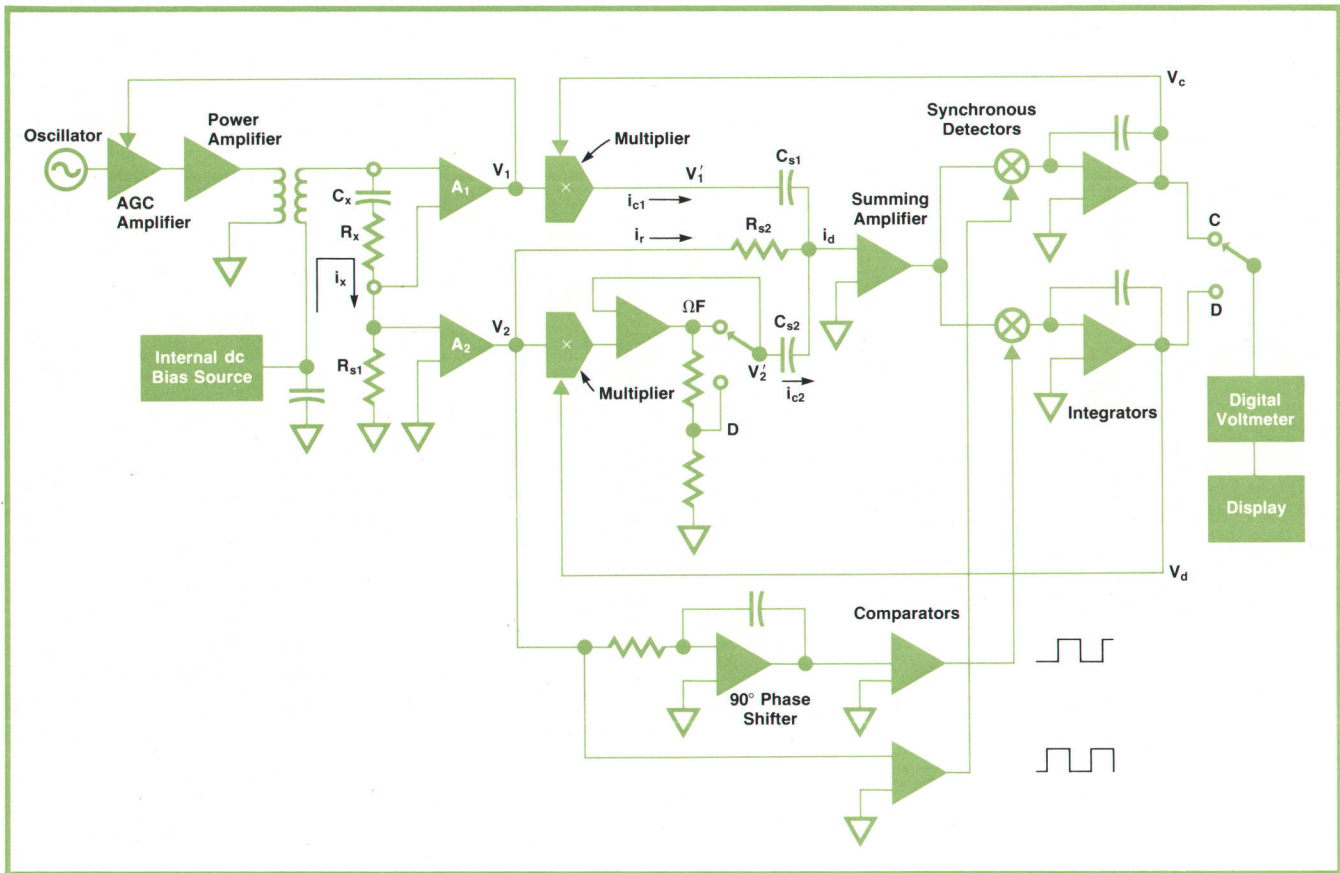 Oscillator
AGC
Amplifier
Power
Amplifier
Cx
Rx
ix
Internal dc
Bias Source
Rs1
A1
A2
V1
V2
Multiplier
×
V1'
ic1
Cs1
ir
Rs2
id
×
Multiplier
ΩF
V2'
Cs2
ic2
D
Summing
Amplifier
Synchronous
Detectors
Vc
C
D
Integrators
Digital
Voltmeter
Display
Vd
90° Phase
Shifter
Comparators